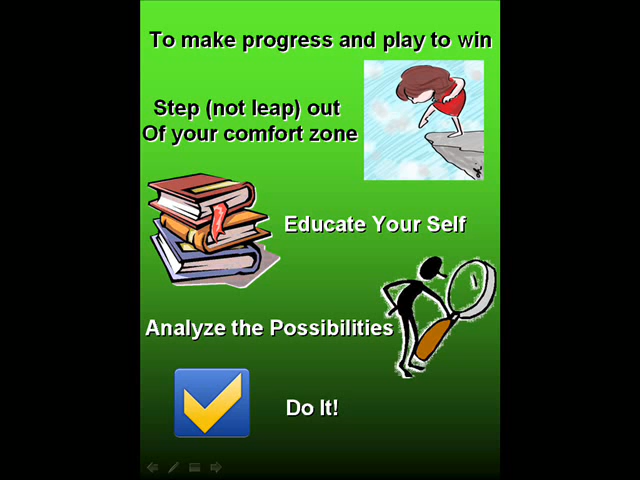 To make progress and play to win
Step (not leap) out
Of your comfort zone
Educate Your Self
Analyze the Possibilities
Do It!